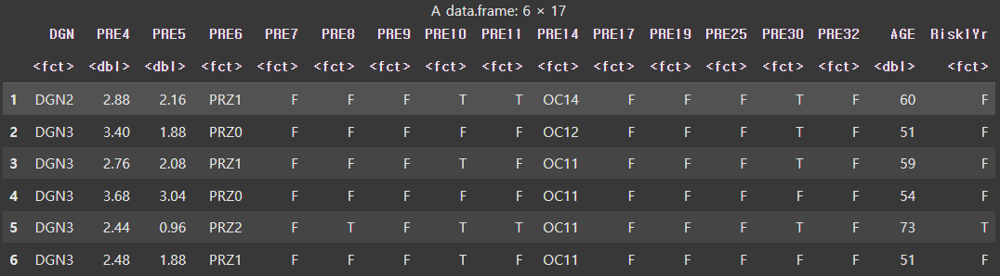 A data.frame: 6 × 17
DGN PRE4 PRE5 PRE6 PRE7 PRE8 PRE9 PRE10 PRE11 PRE14 PRE17 PRE19 PRE25 PRE30 PRE32 AGE Risk1Yr
<fct> <dbl> <dbl> <fct> <fct> <fct> <fct> <fct> <fct> <fct> <fct> <fct> <fct> <fct> <fct> <dbl> <fct>
1 DGN2 2.88 2.16 PRZ1 F F F T T OC14 F F F T F 60 F
2 DGN3 3.40 1.88 PRZ0 F F F F F OC12 F F F T F 51 F
3 DGN3 2.76 2.08 PRZ1 F F F T F OC11 F F F T F 59 F
4 DGN3 3.68 3.04 PRZ0 F F F F F OC11 F F F F F 54 F
5 DGN3 2.44 0.96 PRZ2 F T F T T OC11 F F F T F 73 T
6 DGN3 2.48 1.88 PRZ1 F F F T F OC11 F F F F F 51 F